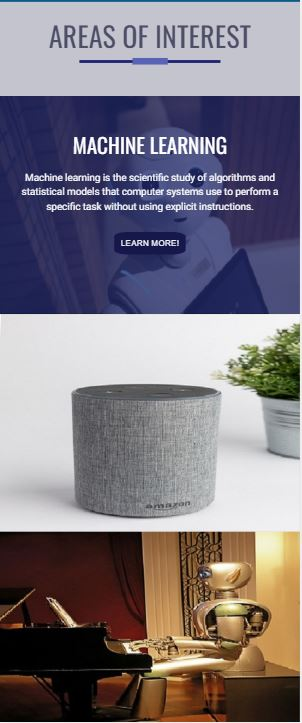 AREAS OF INTEREST
MACHINE LEARNING
Machine learning is the scientific study of algorithms and
statistical models that computer systems use to perform a
specific task without using explicit instructions.
LEARN MORE!
amazon